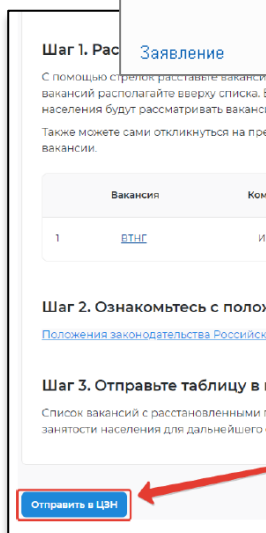 Заявление
Шаг 1. Рас
С помощью стрелок расставьте ваканси
вакансий располагайте вверху списка.
населения будут рассматривать ваканс
Также можете сами откликнуться на пре
вакансии.
Вакансия Ком
1 ВТНГ И
Шаг 2. Ознакомьтесь с полож
Положения законодательства Российск
Шаг 3. Отправьте таблицу в
Список вакансий с расстановленными
занятости населения для дальнейшего
Отправить в ЦЗН